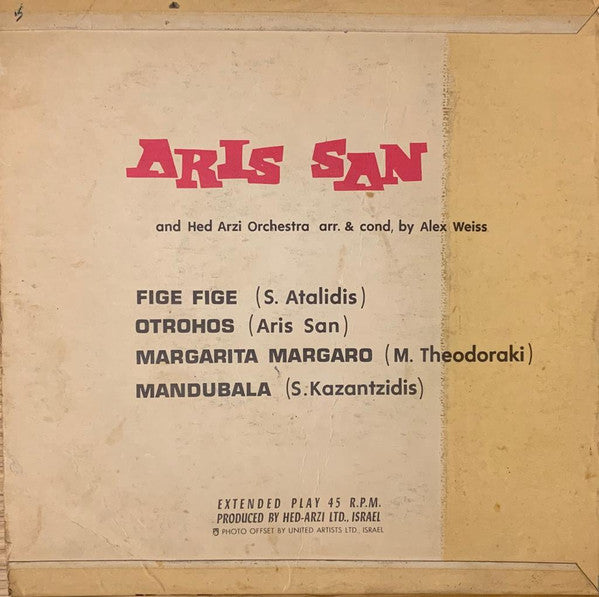 ARIS SAN
and Hed Arzi Orchestra arr. & cond, by Alex Weiss
FIGE FIGE (S. Atalidis)
OTROHOS (Aris San)
MARGARITA MARGARO (M. Theodoraki)
MANDUBALA (S.Kazantzidis)
EXTENDED PLAY 45 R.P.M.
PRODUCED BY HED-ARZI LTD., ISRAEL
PHOTO OFFSET BY UNITED ARTISTS LTD., ISRAEL